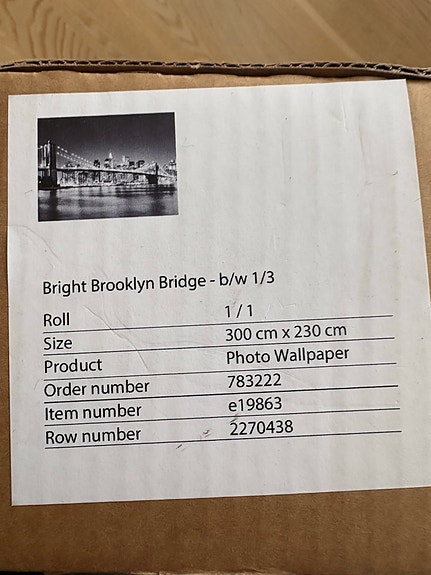 Bright Brooklyn Bridge - b/w 1/3
Roll 1 / 1
Size 300 cm x 230 cm
Product Photo Wallpaper
Order number 783222
Item number e19863
Row number 2270438